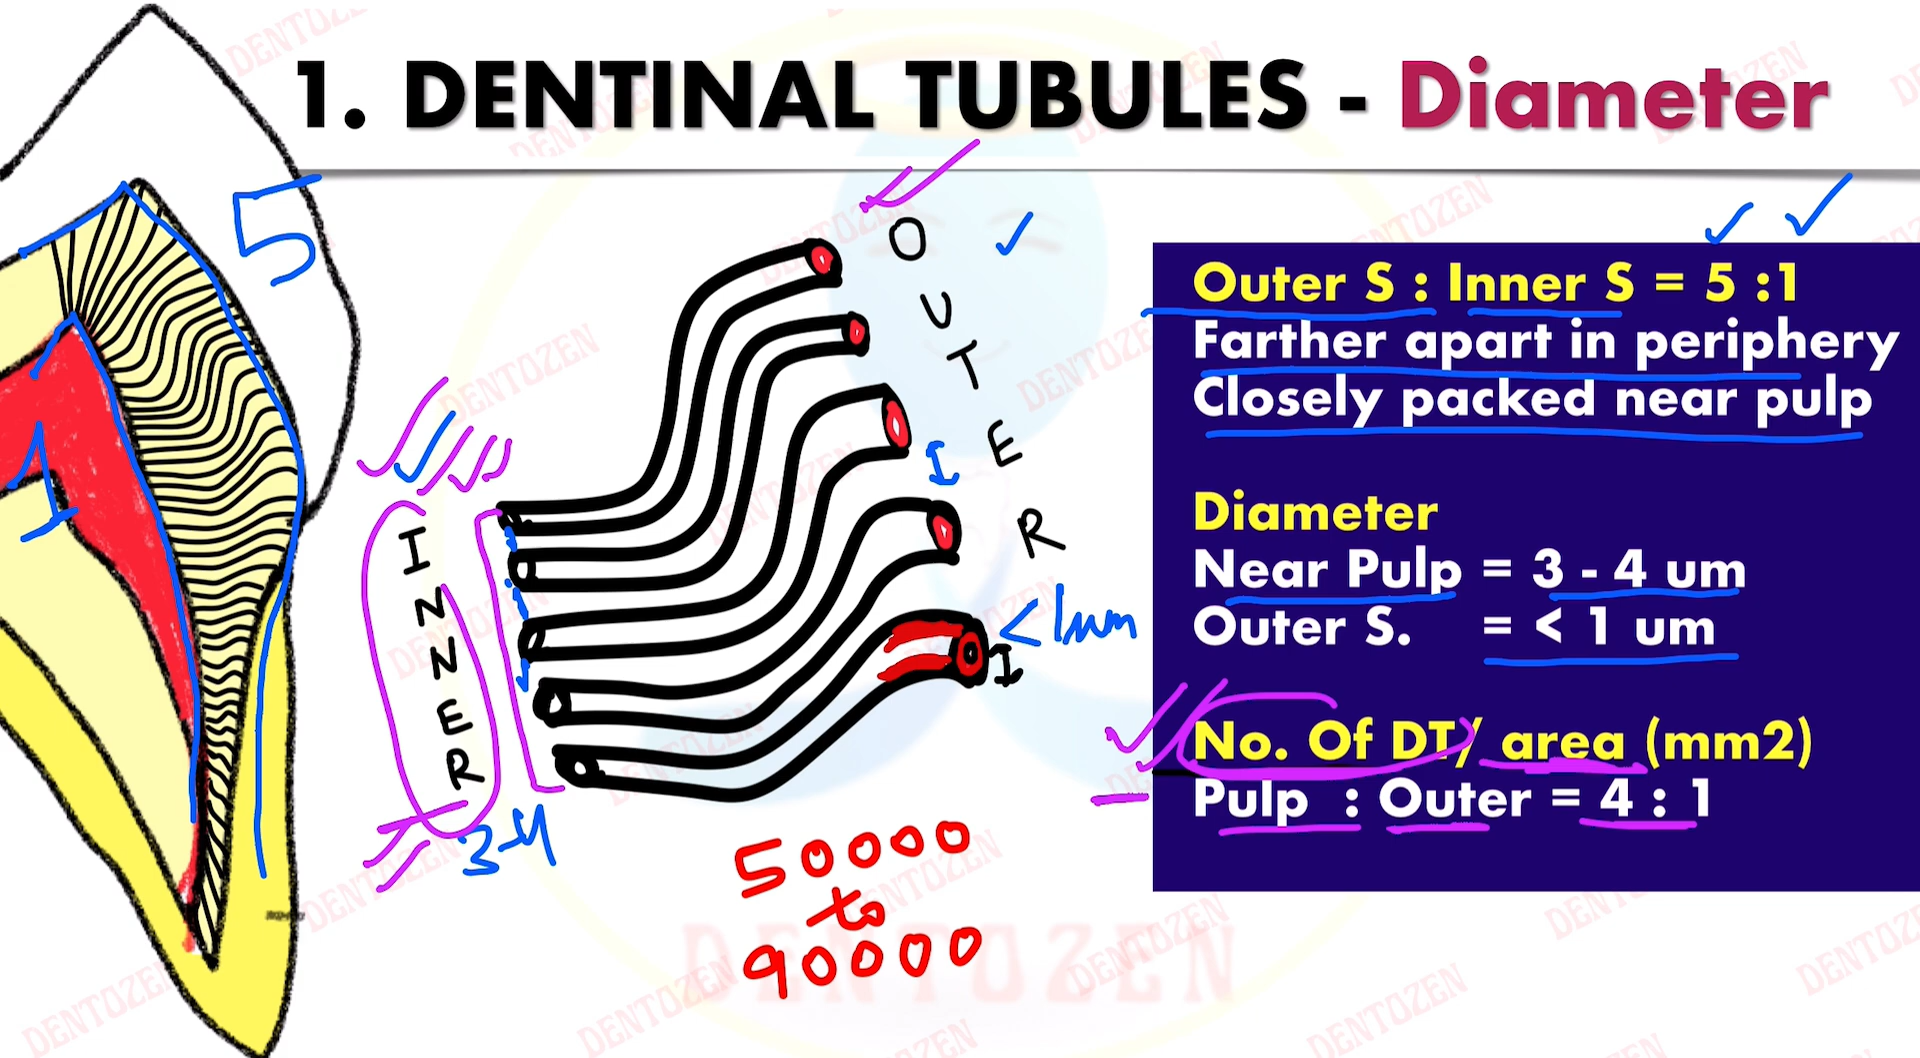 1. DENTINAL TUBULES - Diameter
5
1
OUTER
INNER
I
I
<1um
3-4
50000
to
90000
Outer S : Inner S = 5 :1
Farther apart in periphery
Closely packed near pulp
Diameter
Near Pulp = 3 - 4 um
Outer S. = < 1 um
No. Of DT/ area (mm2)
Pulp : Outer = 4 : 1
DENTOZEN